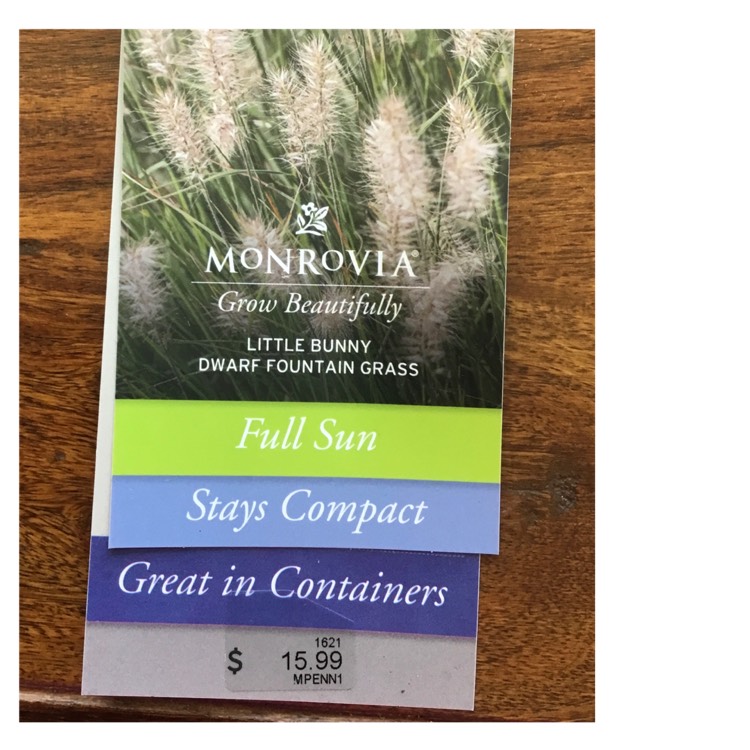 MONROVIA®
Grow Beautifully
LITTLE BUNNY
DWARF FOUNTAIN GRASS
Full Sun
Stays Compact
Great in Containers
1621
$ 15.99
MPENN1